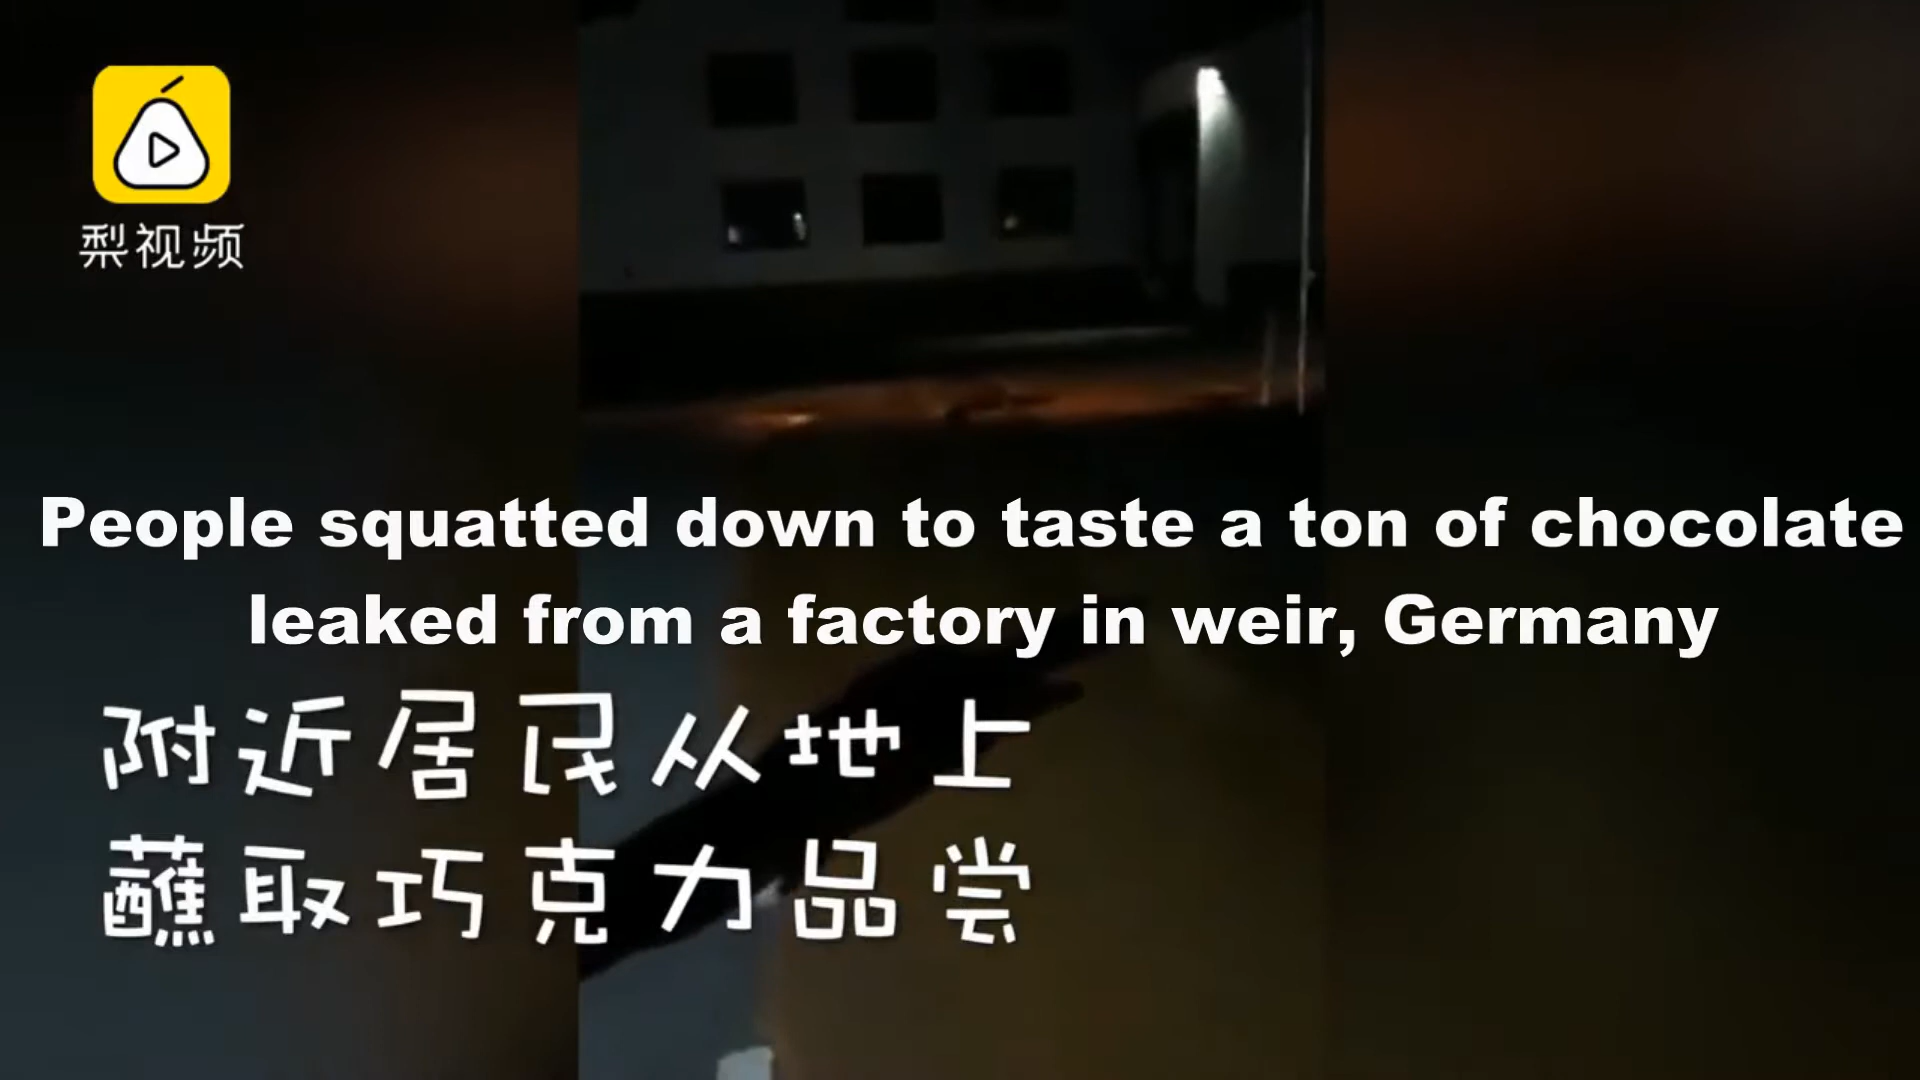 梨视频
People squatted down to taste a ton of chocolate
leaked from a factory in weir, Germany
附近居民从地上
蘸取巧克力品尝